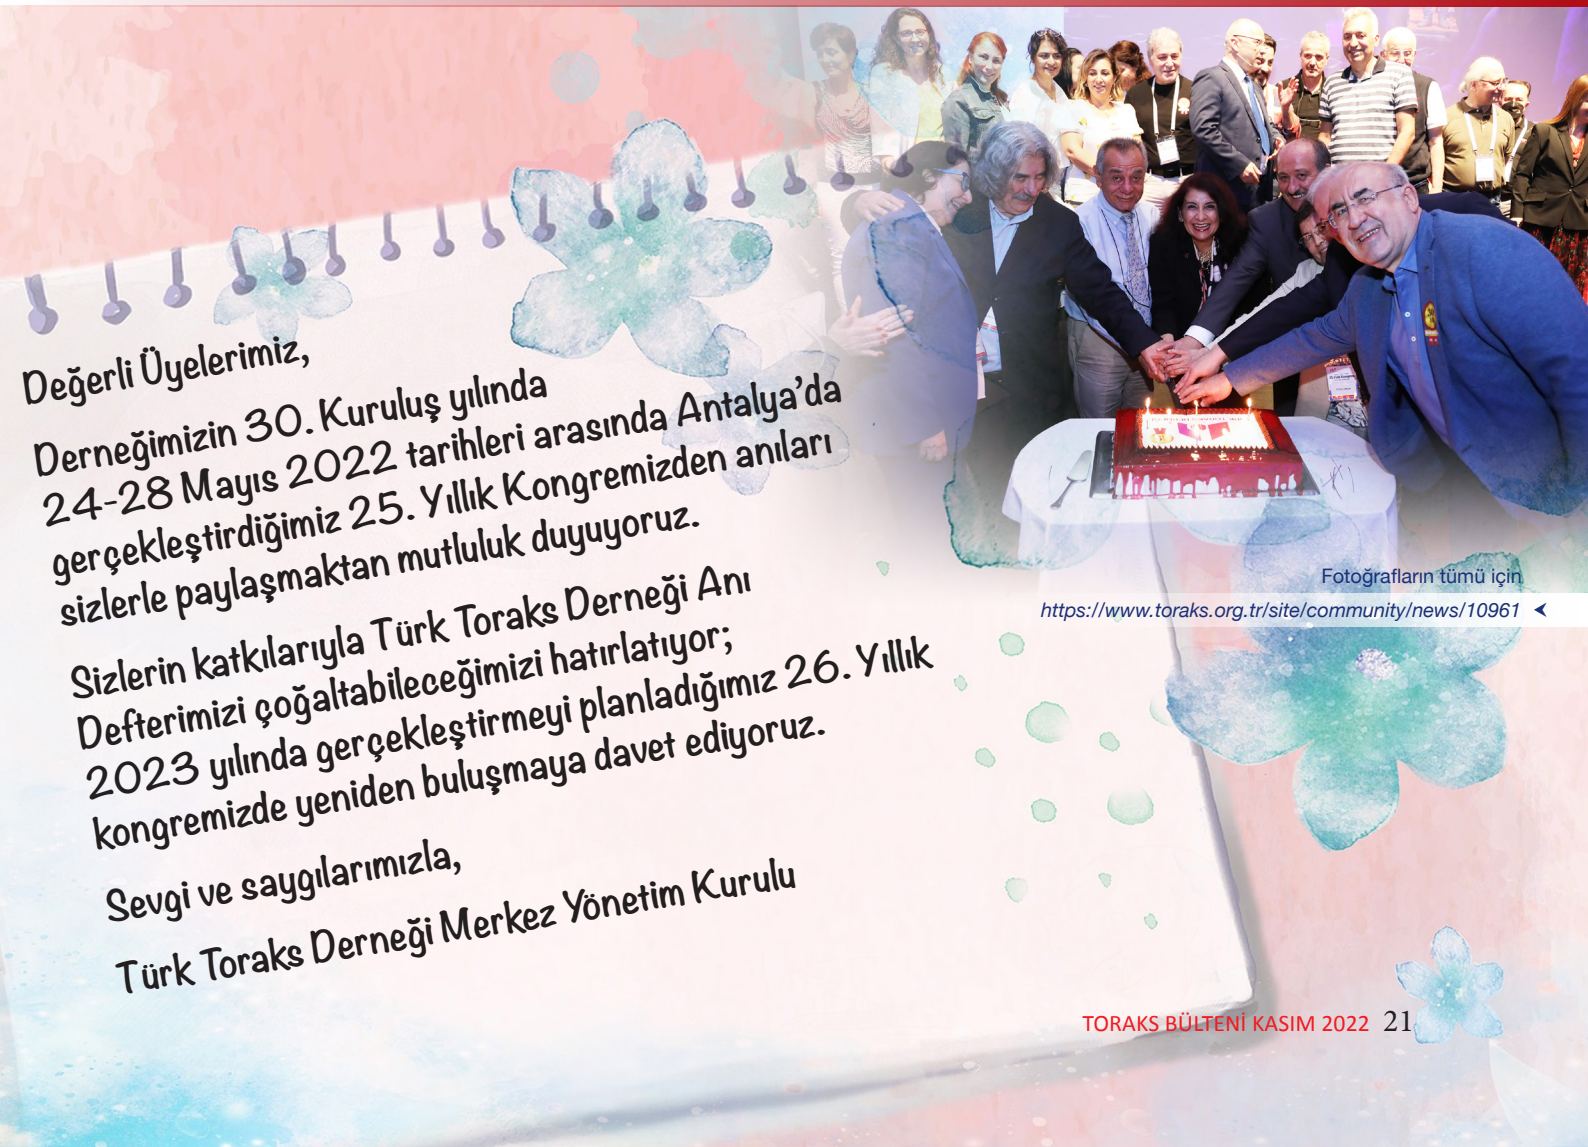 Değerli Üyelerimiz,
Derneğimizin 30. Kuruluş yılında
24-28 Mayıs 2022 tarihleri arasında Antalya’da
gerçekleştirdiğimiz 25. Yıllık Kongremizden anıları
sizlerle paylaşmaktan mutluluk duyuyoruz.
Sizlerin katkılarıyla Türk Toraks Derneği Anı
Defterimizi çoğaltabileceğimizi hatırlatıyor;
2023 yılında gerçekleştirmeyi planladığımız 26. Yıllık
kongremizde yeniden buluşmaya davet ediyoruz.
Sevgi ve saygılarımızla,
Türk Toraks Derneği Merkez Yönetim Kurulu
Fotoğrafların tümü için
https://www.toraks.org.tr/site/community/news/10961
TORAKS BÜLTENİ KASIM 2022 21